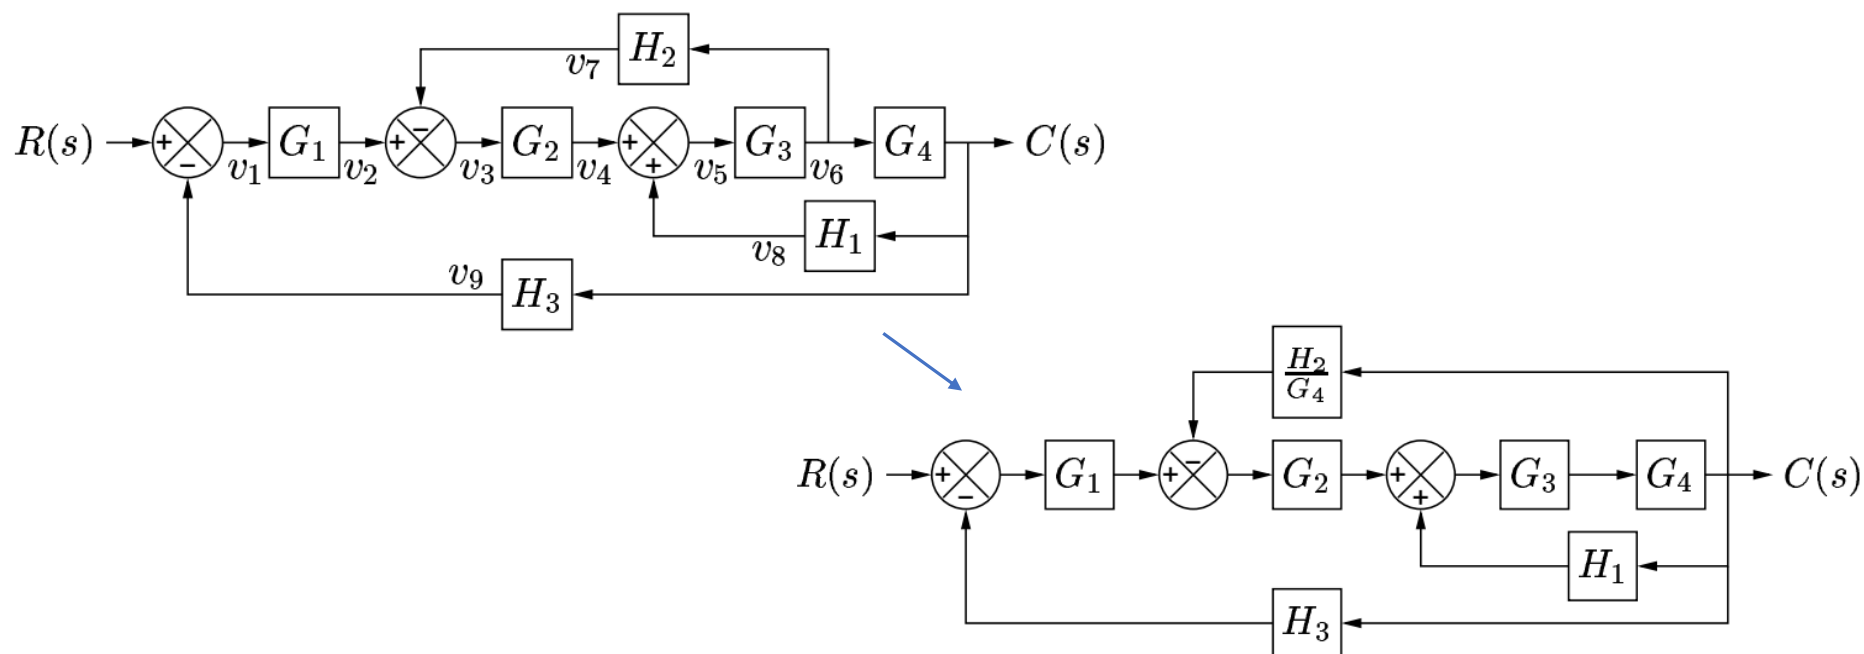 H₂
v₇
R(s) + − G₁ + − G₂ + + G₃ G₄ C(s)
v₁ v₂ v₃ v₄ v₅ v₆
H₁
v₈
v₉
H₃
H₂/G₄
R(s) + − G₁ + − G₂ + + G₃ G₄ C(s)
H₁
H₃